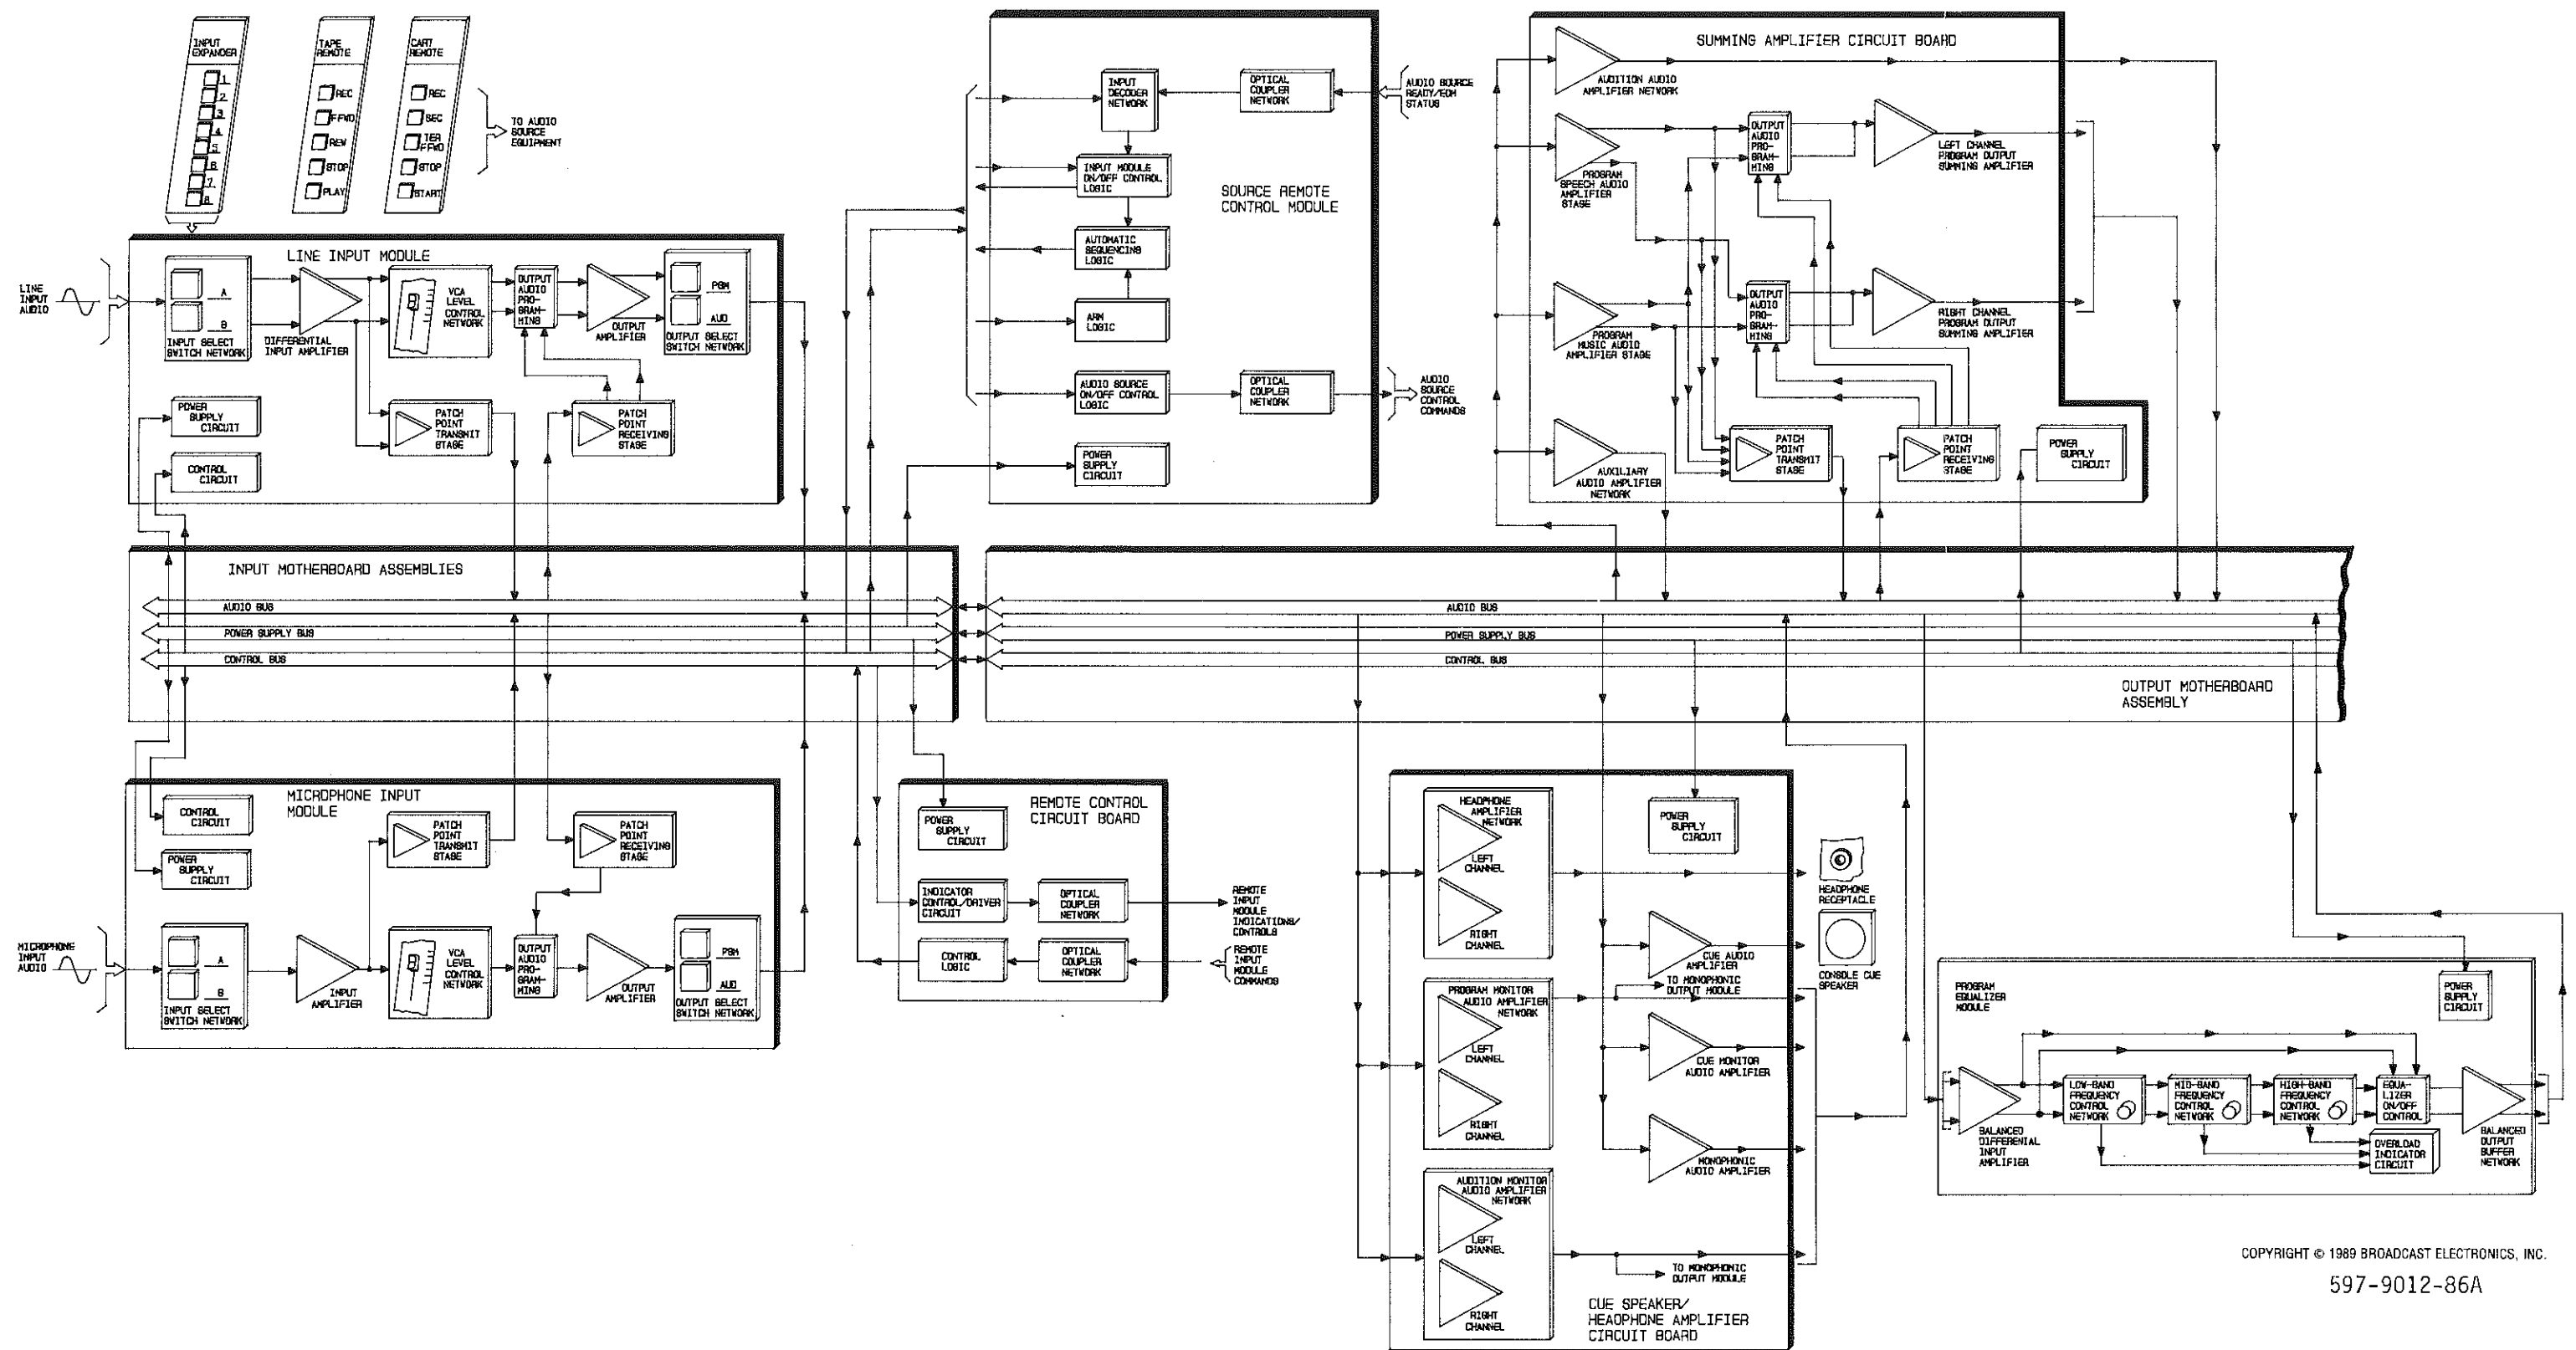 INPUT
EXPANDER
1
2
3
4
5
6
7
8
TAPE
REMOTE
REC
FFWD
REW
STOP
PLAY
CART
REMOTE
REC
SEC
TER
FFWD
STOP
START
TO AUDIO
SOURCE
EQUIPMENT
LINE INPUT MODULE
LINE
INPUT
AUDIO
A
B
INPUT SELECT
SWITCH NETWORK
DIFFERENTIAL
INPUT AMPLIFIER
VCA
LEVEL
CONTROL
NETWORK
OUTPUT
AUDIO
PRO-
GRAM-
MING
OUTPUT
AMPLIFIER
PGM
AUD
OUTPUT SELECT
SWITCH NETWORK
POWER
SUPPLY
CIRCUIT
CONTROL
CIRCUIT
PATCH
POINT
TRANSMIT
STAGE
PATCH
POINT
RECEIVING
STAGE
SOURCE REMOTE
CONTROL MODULE
INPUT
DECODER
NETWORK
OPTICAL
COUPLER
NETWORK
AUDIO SOURCE
READY/EOM
STATUS
INPUT MODULE
ON/OFF CONTROL
LOGIC
AUTOMATIC
SEQUENCING
LOGIC
ARM
LOGIC
AUDIO SOURCE
ON/OFF CONTROL
LOGIC
OPTICAL
COUPLER
NETWORK
AUDIO
SOURCE
CONTROL
COMMANDS
POWER
SUPPLY
CIRCUIT
SUMMING AMPLIFIER CIRCUIT BOARD
AUDITION AUDIO
AMPLIFIER NETWORK
PROGRAM
SPEECH AUDIO
AMPLIFIER
STAGE
OUTPUT
AUDIO
PRO-
GRAM-
MING
LEFT CHANNEL
PROGRAM OUTPUT
SUMMING AMPLIFIER
PROGRAM
MUSIC AUDIO
AMPLIFIER STAGE
OUTPUT
AUDIO
PRO-
GRAM-
MING
RIGHT CHANNEL
PROGRAM OUTPUT
SUMMING AMPLIFIER
AUXILIARY
AUDIO AMPLIFIER
NETWORK
PATCH
POINT
TRANSMIT
STAGE
PATCH
POINT
RECEIVING
STAGE
POWER
SUPPLY
CIRCUIT
INPUT MOTHERBOARD ASSEMBLIES
AUDIO BUS
POWER SUPPLY BUS
CONTROL BUS
AUDIO BUS
POWER SUPPLY BUS
CONTROL BUS
OUTPUT MOTHERBOARD
ASSEMBLY
MICROPHONE INPUT
MODULE
CONTROL
CIRCUIT
POWER
SUPPLY
CIRCUIT
PATCH
POINT
TRANSMIT
STAGE
PATCH
POINT
RECEIVING
STAGE
MICROPHONE
INPUT
AUDIO
A
B
INPUT SELECT
SWITCH NETWORK
INPUT
AMPLIFIER
VCA
LEVEL
CONTROL
NETWORK
OUTPUT
AUDIO
PRO-
GRAM-
MING
OUTPUT
AMPLIFIER
PGM
AUD
OUTPUT SELECT
SWITCH NETWORK
REMOTE CONTROL
CIRCUIT BOARD
POWER
SUPPLY
CIRCUIT
INDICATOR
CONTROL/DRIVER
CIRCUIT
OPTICAL
COUPLER
NETWORK
REMOTE
INPUT
MODULE
INDICATIONS/
CONTROLS
CONTROL
LOGIC
OPTICAL
COUPLER
NETWORK
REMOTE
INPUT
MODULE
COMMANDS
HEADPHONE
AMPLIFIER
NETWORK
LEFT
CHANNEL
RIGHT
CHANNEL
POWER
SUPPLY
CIRCUIT
HEADPHONE
RECEPTACLE
CUE AUDIO
AMPLIFIER
CONSOLE CUE
SPEAKER
TO MONOPHONIC
OUTPUT MODULE
PROGRAM MONITOR
AUDIO AMPLIFIER
NETWORK
LEFT
CHANNEL
RIGHT
CHANNEL
CUE MONITOR
AUDIO AMPLIFIER
MONOPHONIC
AUDIO AMPLIFIER
AUDITION MONITOR
AUDIO AMPLIFIER
NETWORK
LEFT
CHANNEL
RIGHT
CHANNEL
TO MONOPHONIC
OUTPUT MODULE
CUE SPEAKER/
HEADPHONE AMPLIFIER
CIRCUIT BOARD
PROGRAM
EQUALIZER
MODULE
POWER
SUPPLY
CIRCUIT
BALANCED
DIFFERENTIAL
INPUT
AMPLIFIER
LOW-BAND
FREQUENCY
CONTROL
NETWORK
MID-BAND
FREQUENCY
CONTROL
NETWORK
HIGH-BAND
FREQUENCY
CONTROL
NETWORK
EQUA-
LIZER
ON/OFF
CONTROL
BALANCED
OUTPUT
BUFFER
NETWORK
OVERLOAD
INDICATOR
CIRCUIT
COPYRIGHT © 1989 BROADCAST ELECTRONICS, INC.
597-9012-86A